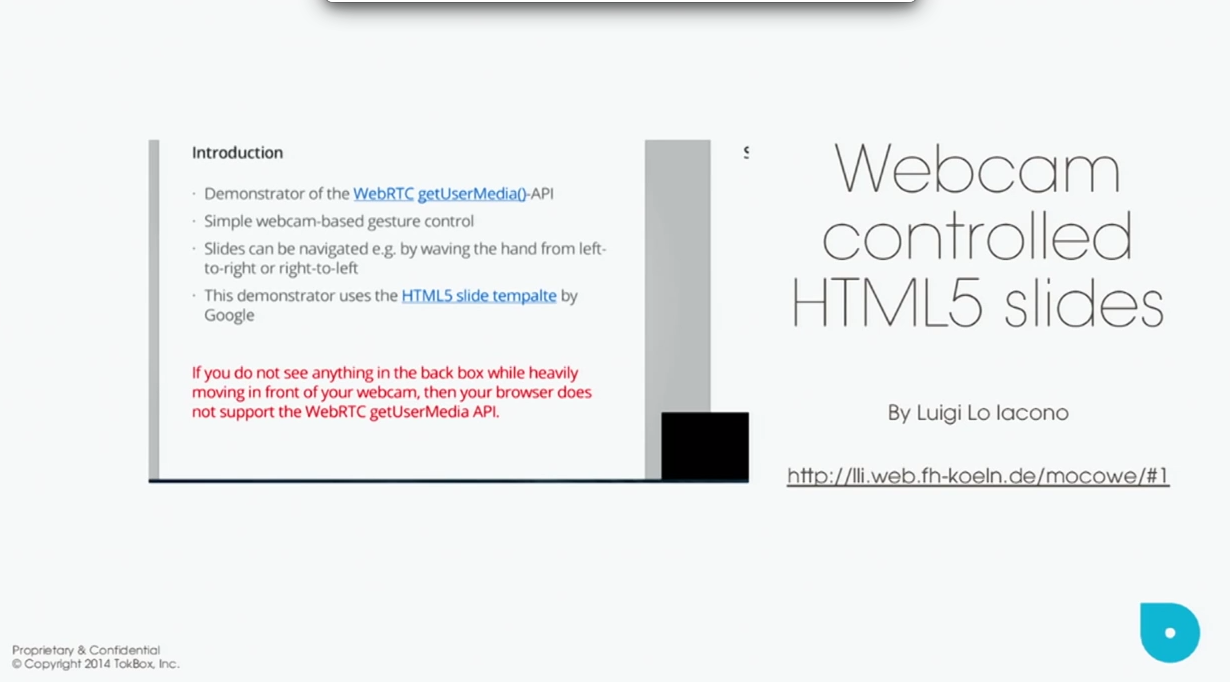 Introduction
· Demonstrator of the WebRTC getUserMedia()-API
· Simple webcam-based gesture control
· Slides can be navigated e.g. by waving the hand from left-
to-right or right-to-left
· This demonstrator uses the HTML5 slide tempalte by
Google
If you do not see anything in the back box while heavily
moving in front of your webcam, then your browser does
not support the WebRTC getUserMedia API.
Webcam
controlled
HTML5 slides
By Luigi Lo Iacono
http://lli.web.fh-koeln.de/mocowe/#1
Proprietary & Confidential
© Copyright 2014 TokBox, Inc.